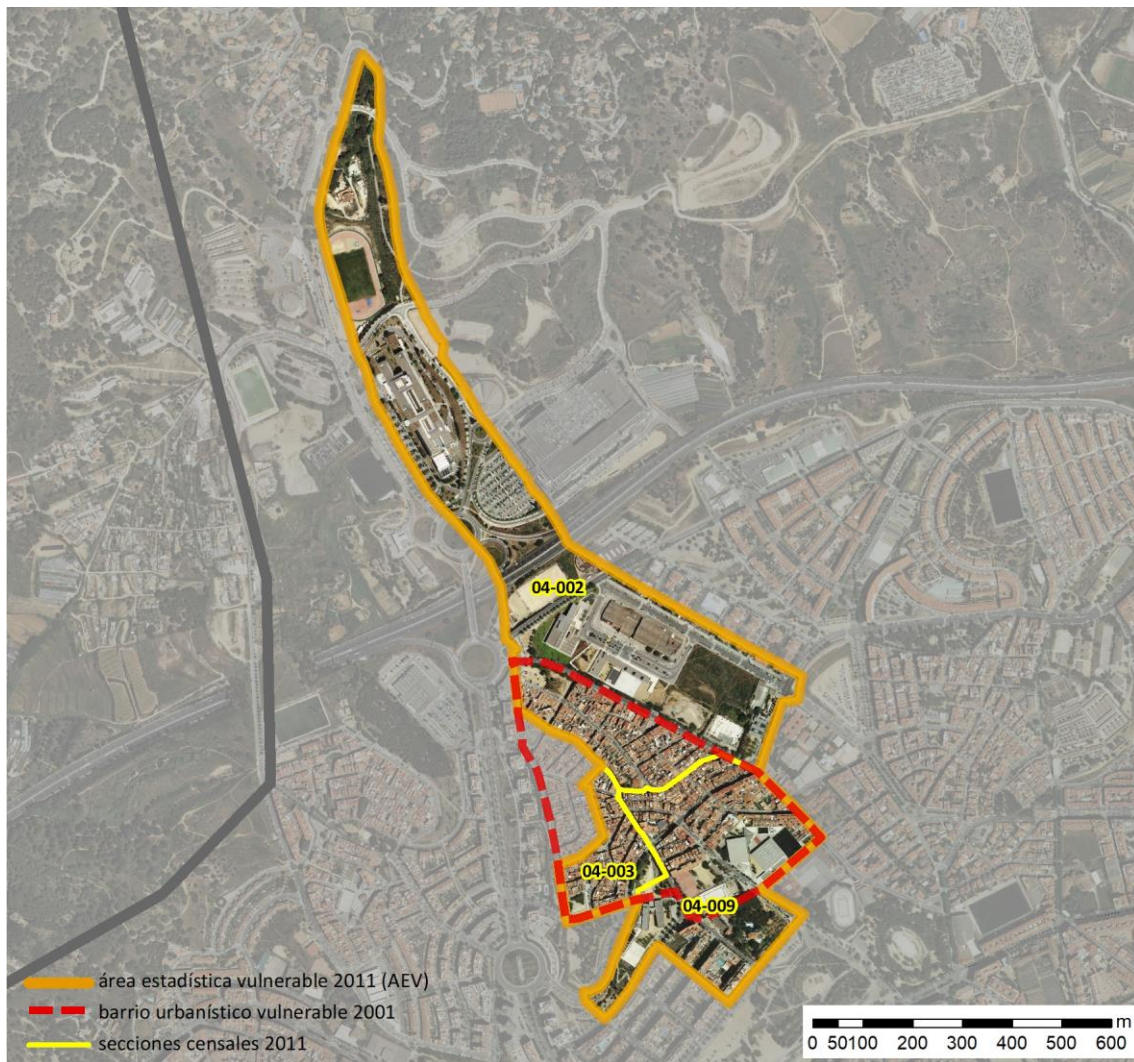 04-002
04-003
04-009
área estadística vulnerable 2011 (AEV)
barrio urbanístico vulnerable 2001
secciones censales 2011
m
0 50100 200 300 400 500 600